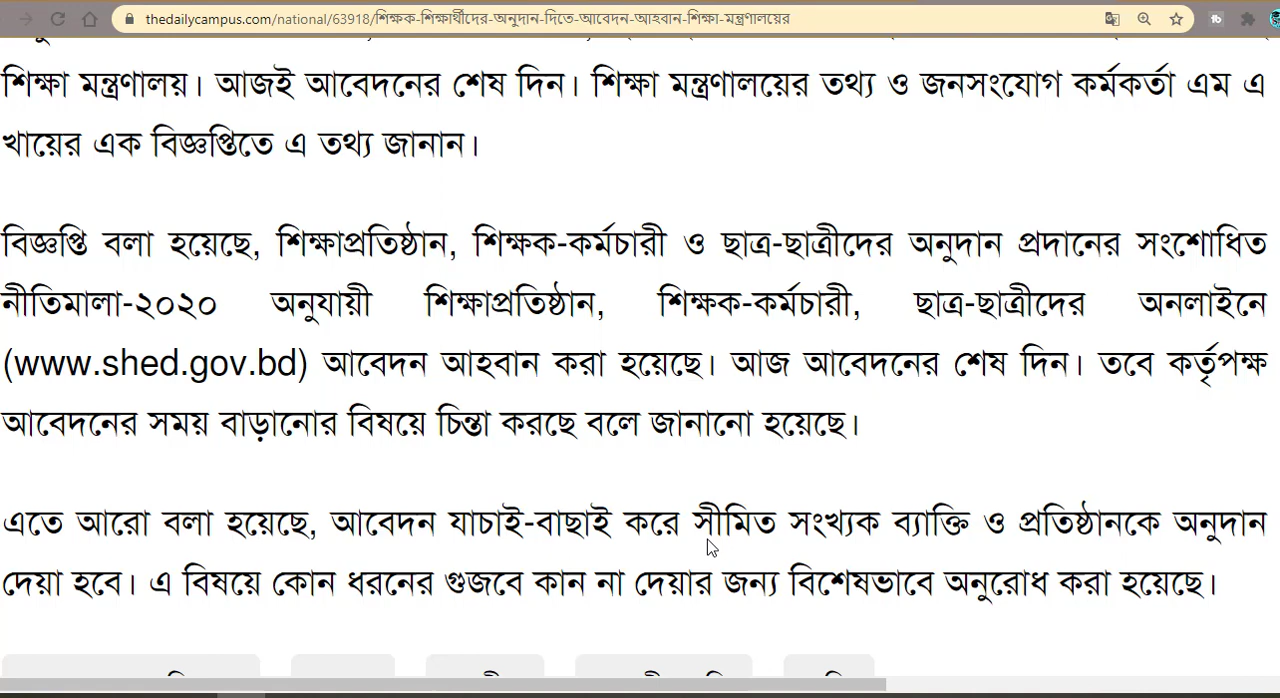 thedailycampus.com/national/63918/শিক্ষক-শিক্ষার্থীদের-অনুদান-দিতে-আবেদন-আহবান-শিক্ষা-মন্ত্রণালয়ের
শিক্ষা মন্ত্রণালয়। আজই আবেদনের শেষ দিন। শিক্ষা মন্ত্রণালয়ের তথ্য ও জনসংযোগ কর্মকর্তা এম এ
খায়ের এক বিজ্ঞপ্তিতে এ তথ্য জানান।
বিজ্ঞপ্তি বলা হয়েছে, শিক্ষাপ্রতিষ্ঠান, শিক্ষক-কর্মচারী ও ছাত্র-ছাত্রীদের অনুদান প্রদানের সংশোধিত
নীতিমালা-২০২০ অনুযায়ী শিক্ষাপ্রতিষ্ঠান, শিক্ষক-কর্মচারী, ছাত্র-ছাত্রীদের অনলাইনে
(www.shed.gov.bd) আবেদন আহবান করা হয়েছে। আজ আবেদনের শেষ দিন। তবে কর্তৃপক্ষ
আবেদনের সময় বাড়ানোর বিষয়ে চিন্তা করছে বলে জানানো হয়েছে।
এতে আরো বলা হয়েছে, আবেদন যাচাই-বাছাই করে সীমিত সংখ্যক ব্যাক্তি ও প্রতিষ্ঠানকে অনুদান
দেয়া হবে। এ বিষয়ে কোন ধরনের গুজবে কান না দেয়ার জন্য বিশেষভাবে অনুরোধ করা হয়েছে।